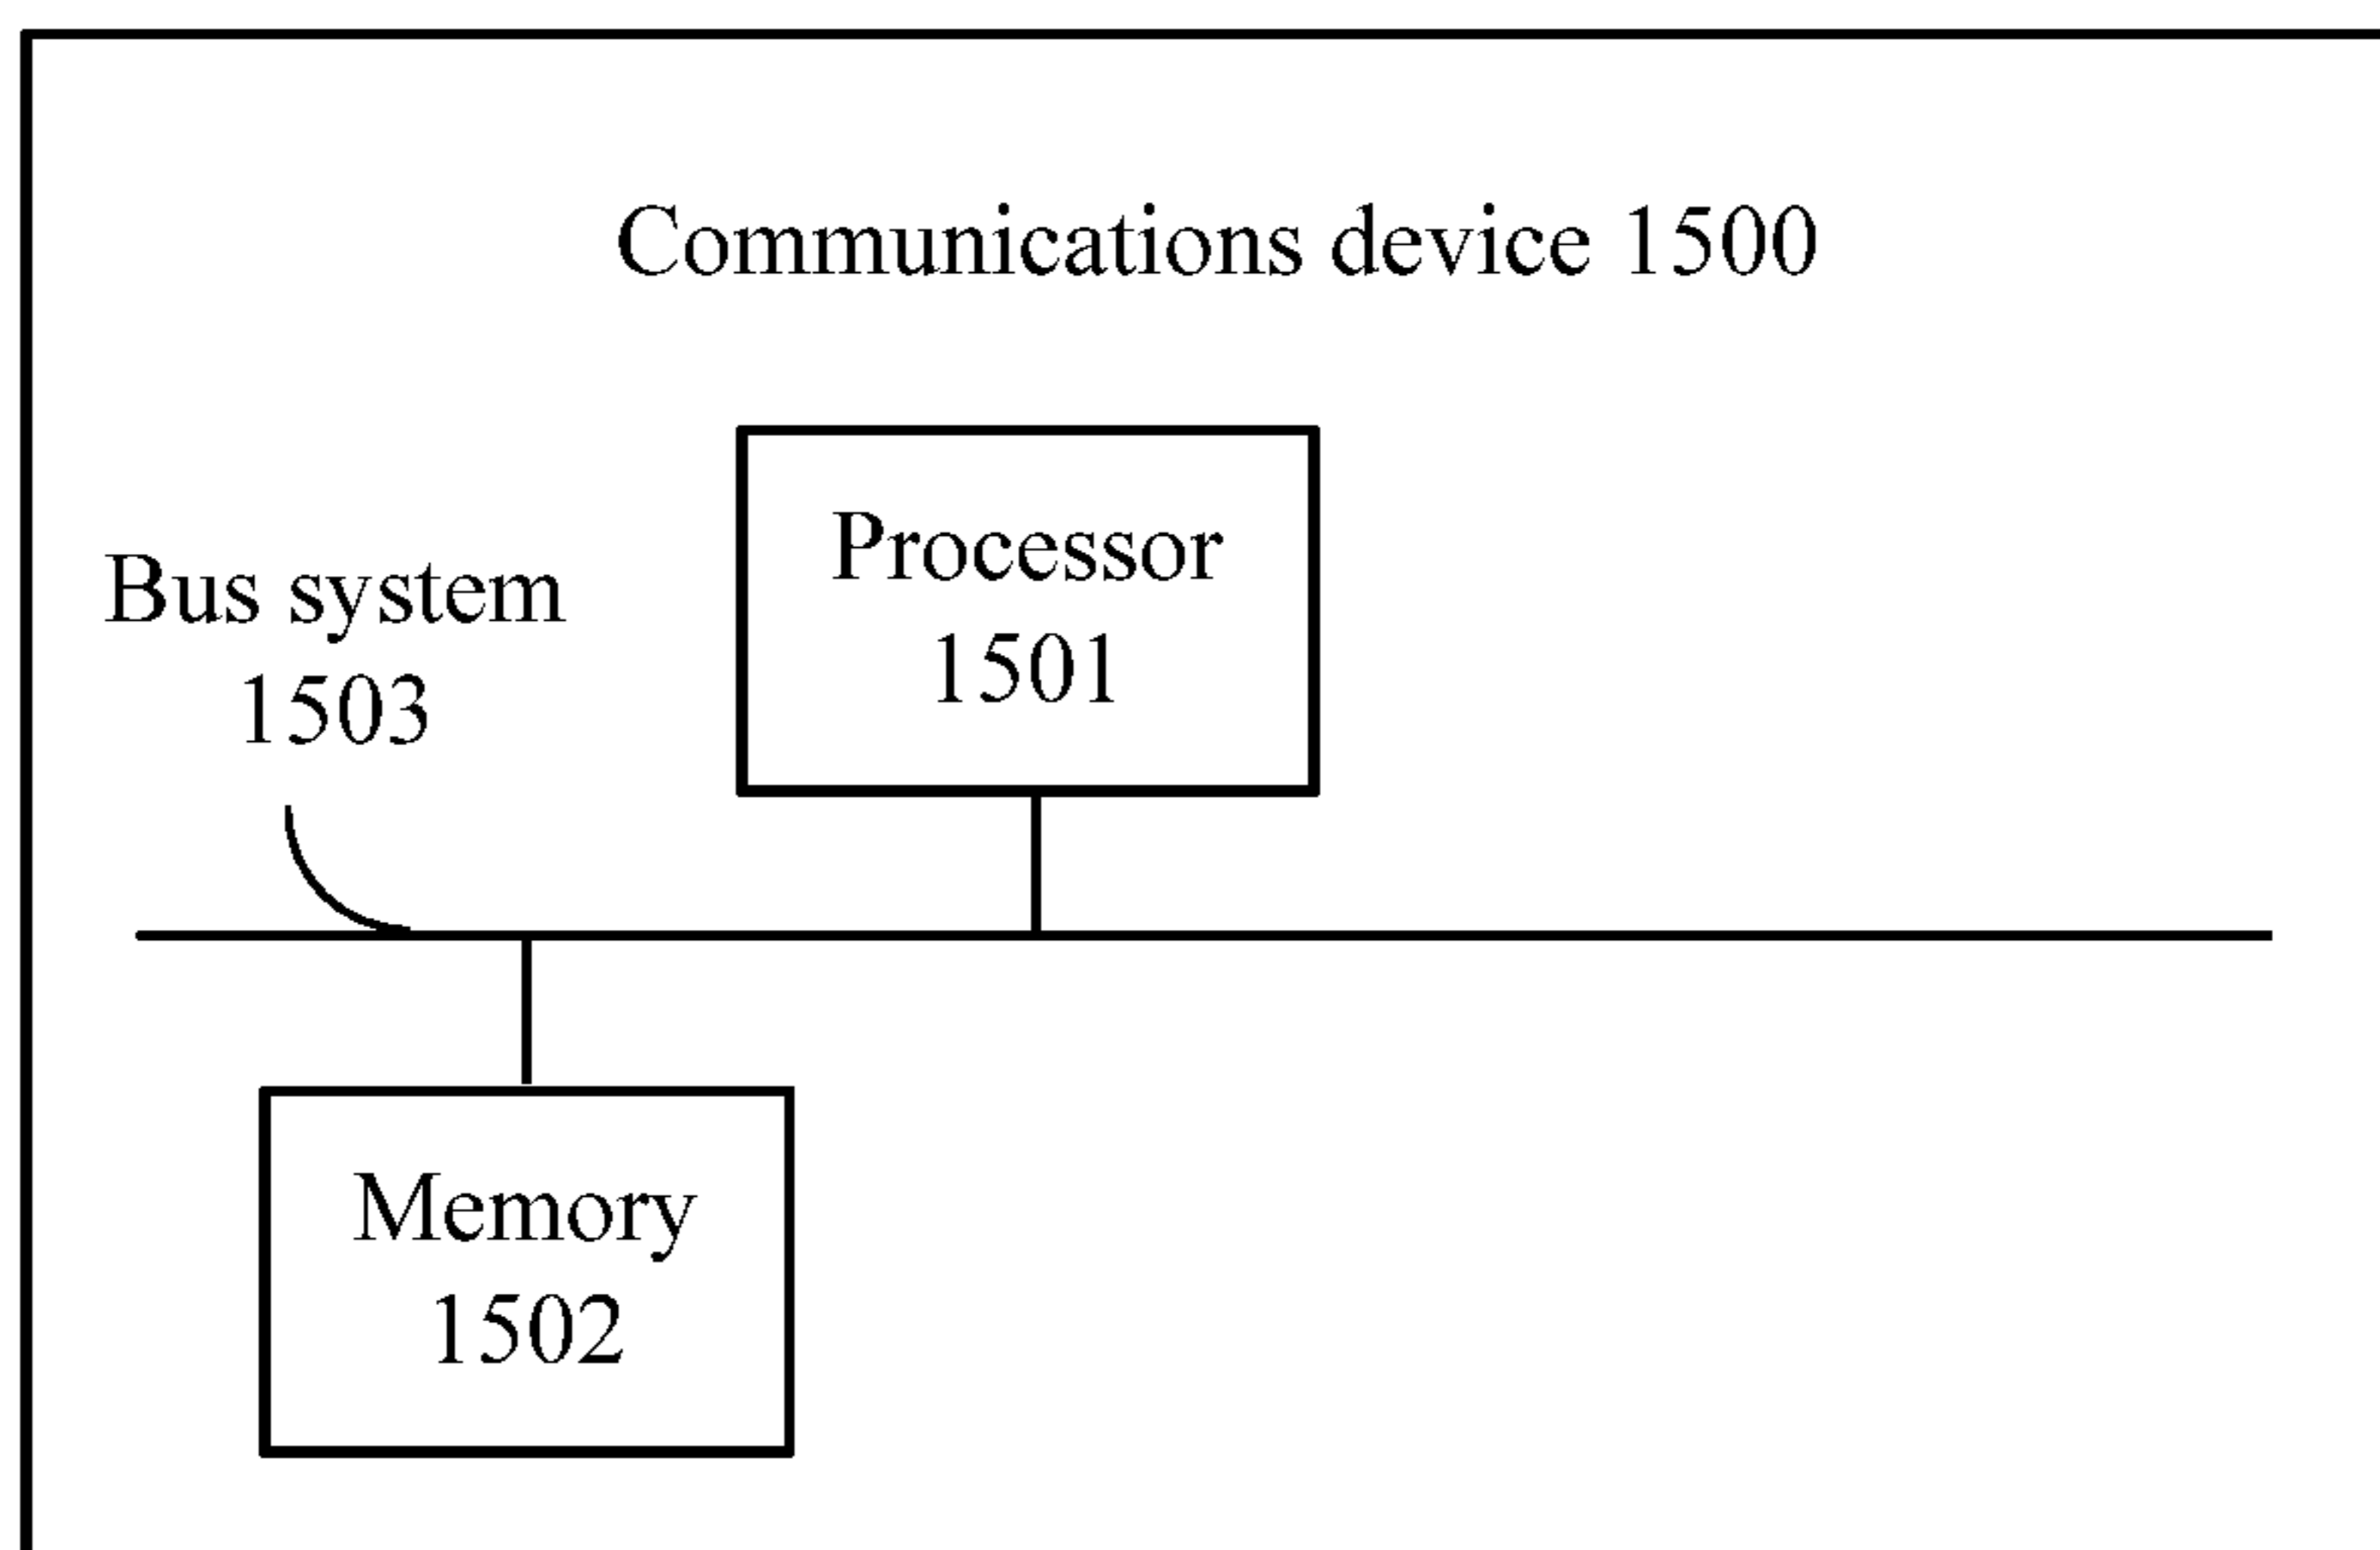 Communications device 1500
Processor
1501
Bus system
1503
Memory
1502